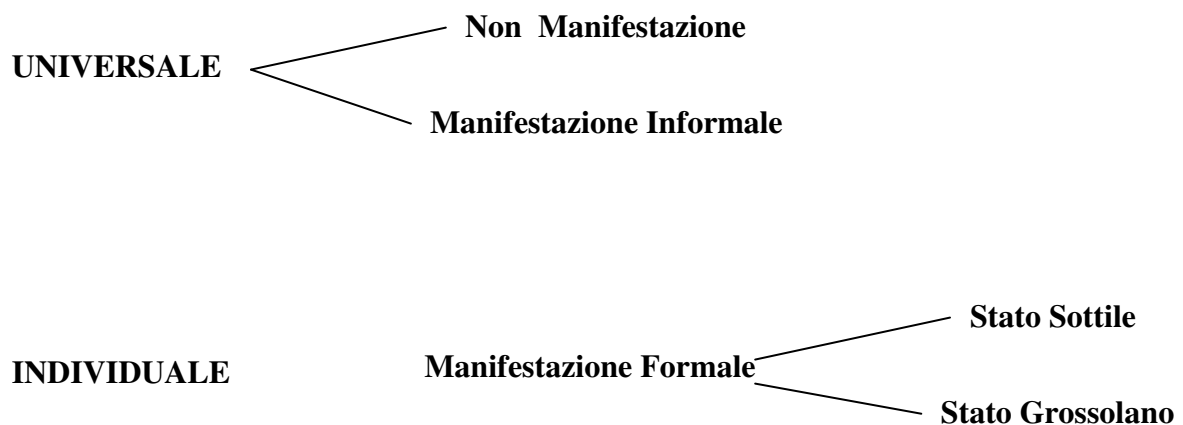 Non Manifestazione
UNIVERSALE
Manifestazione Informale
Stato Sottile
INDIVIDUALE
Manifestazione Formale
Stato Grossolano